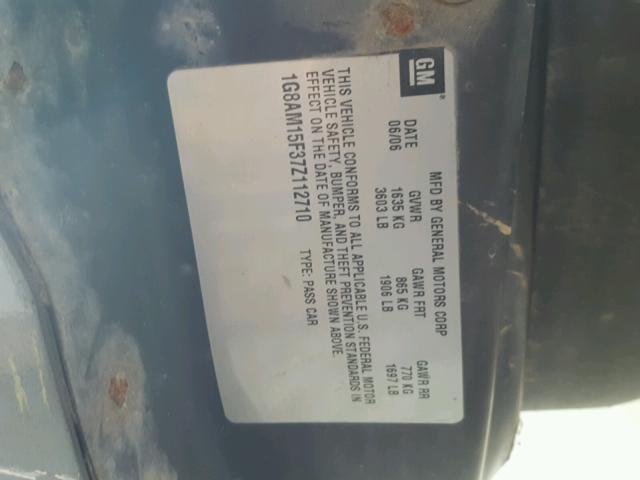 GM
MFD BY GENERAL MOTORS CORP
DATE GVWR GAWR FRT GAWR RR
06/06 1635 KG 865 KG 770 KG
3603 LB 1906 LB 1697 LB
THIS VEHICLE CONFORMS TO ALL APPLICABLE U.S. FEDERAL MOTOR
VEHICLE SAFETY, BUMPER, AND THEFT PREVENTION STANDARDS IN
EFFECT ON THE DATE OF MANUFACTURE SHOWN ABOVE.
1G8AM15F37Z112710 TYPE: PASS CAR